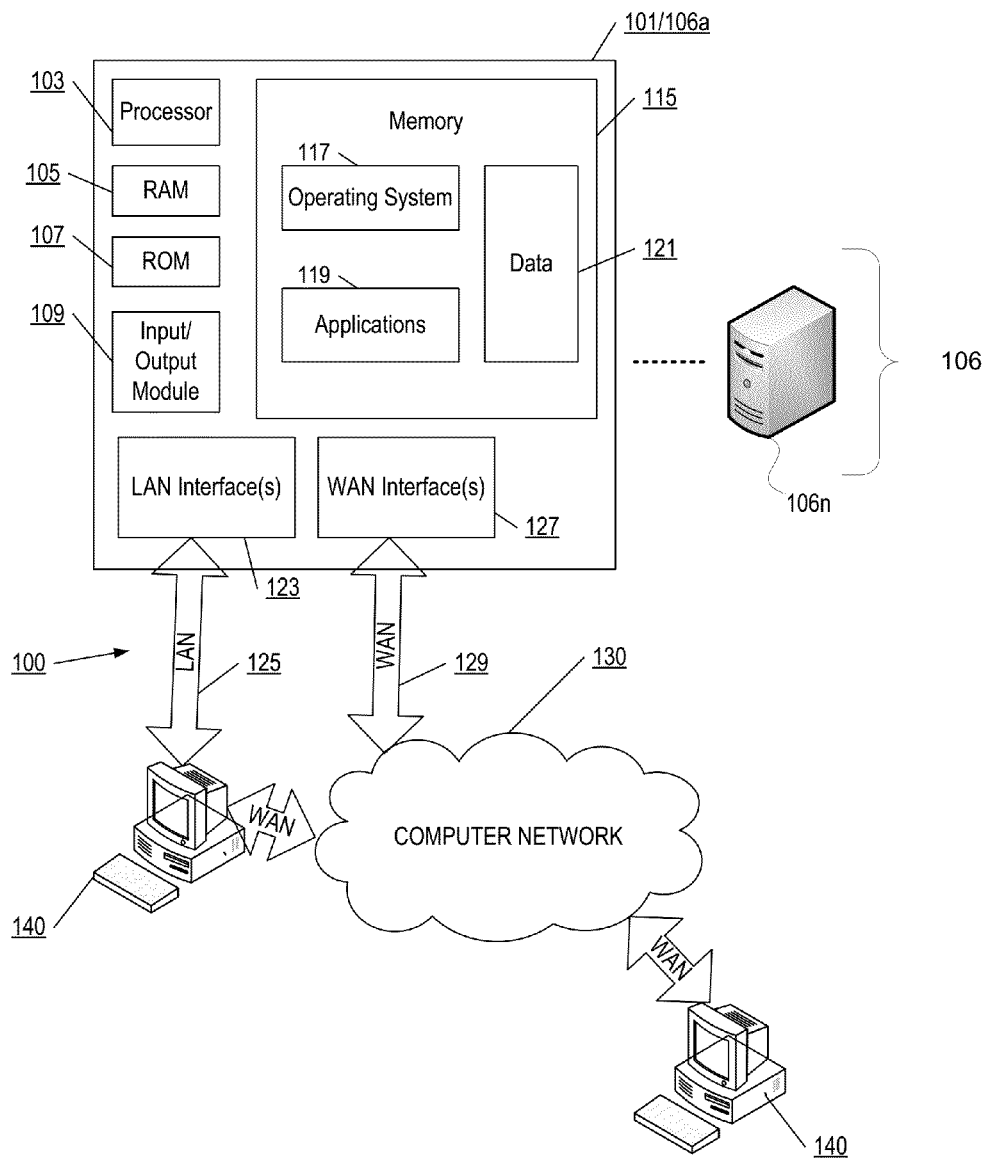 101/106a
103
Processor
Memory
115
117
105
RAM
Operating System
107
ROM
Data
121
119
109
Input/
Output
Module
Applications
106
106n
LAN Interface(s)
WAN Interface(s)
127
123
100
LAN
125
WAN
129
130
WAN
COMPUTER NETWORK
140
WAN
140